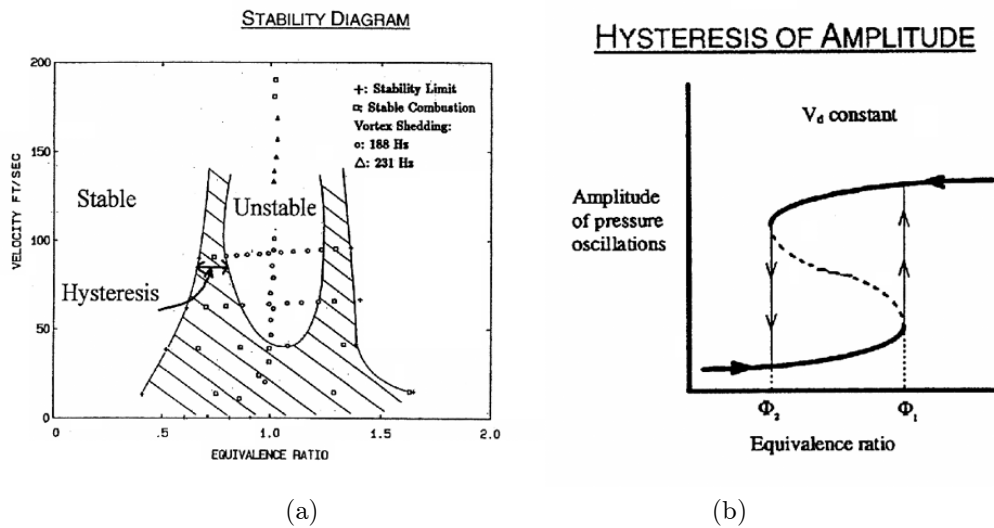 STABILITY DIAGRAM
+: Stability Limit
□: Stable Combustion
Vortex Shedding:
o: 188 Hz
△: 231 Hz
Stable
Unstable
Hysteresis
VELOCITY FT/SEC
200
150
100
50
0
0 .5 1.0 1.5 2.0
EQUIVALENCE RATIO
(a)
HYSTERESIS OF AMPLITUDE
V_d constant
Amplitude
of pressure
oscillations
Φ₂ Φ₁
Equivalence ratio
(b)